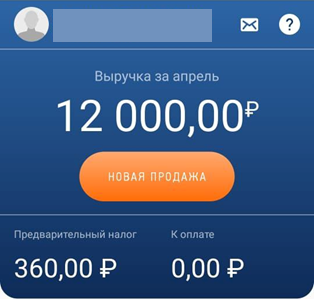 ?
Выручка за апрель
12 000,00₽
НОВАЯ ПРОДАЖА
Предварительный налог К оплате
360,00 ₽ 0,00 ₽